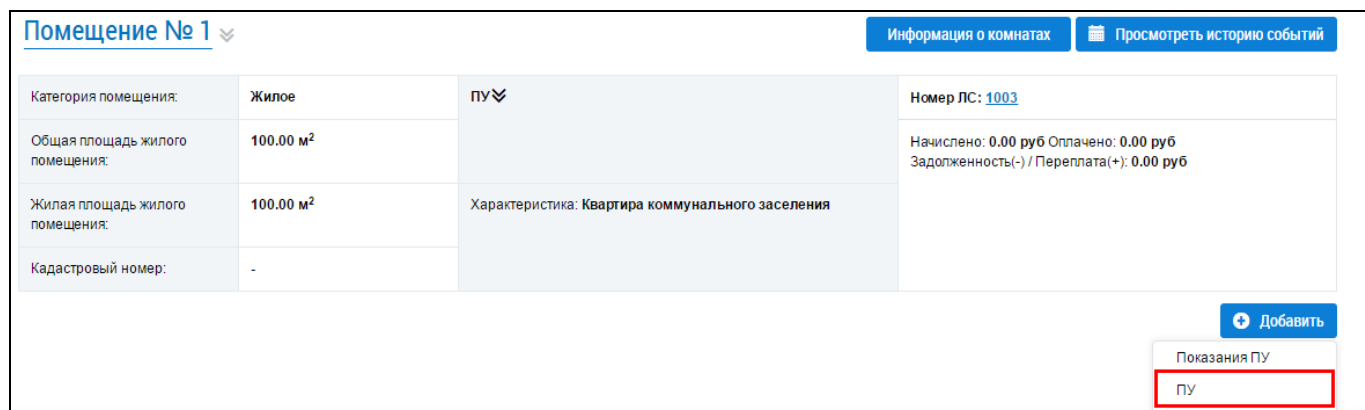 Помещение № 1
Информация о комнатах
Просмотреть историю событий
Категория помещения:
Жилое
ПУ
Номер ЛС: 1003
Общая площадь жилого
помещения:
100.00 м²
Начислено: 0.00 руб Оплачено: 0.00 руб
Задолженность(-) / Переплата(+): 0.00 руб
Жилая площадь жилого
помещения:
100.00 м²
Характеристика: Квартира коммунального заселения
Кадастровый номер:
-
Добавить
Показания ПУ
ПУ